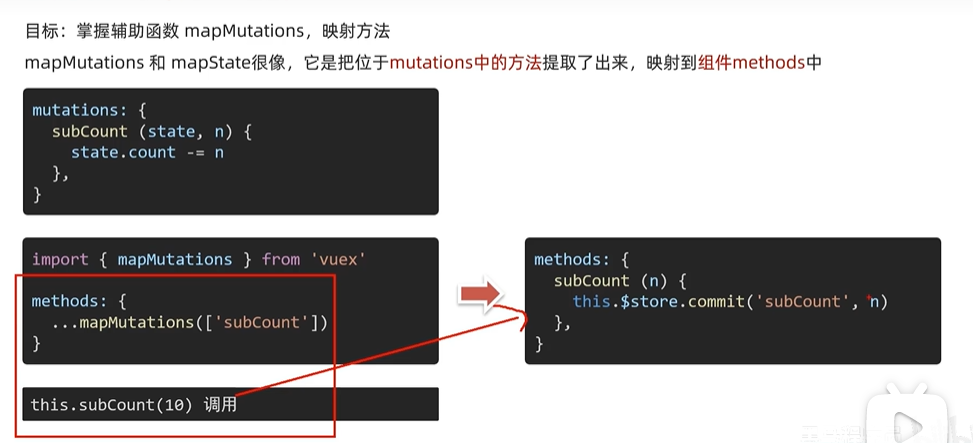 目标：掌握辅助函数 mapMutations，映射方法
mapMutations 和 mapState很像，它是把位于mutations中的方法提取了出来，映射到组件methods中
mutations: {
  subCount (state, n) {
    state.count -= n
  },
}
import { mapMutations } from 'vuex'
methods: {
  ...mapMutations(['subCount'])
}
this.subCount(10) 调用
methods: {
  subCount (n) {
    this.$store.commit('subCount', n)
  },
}